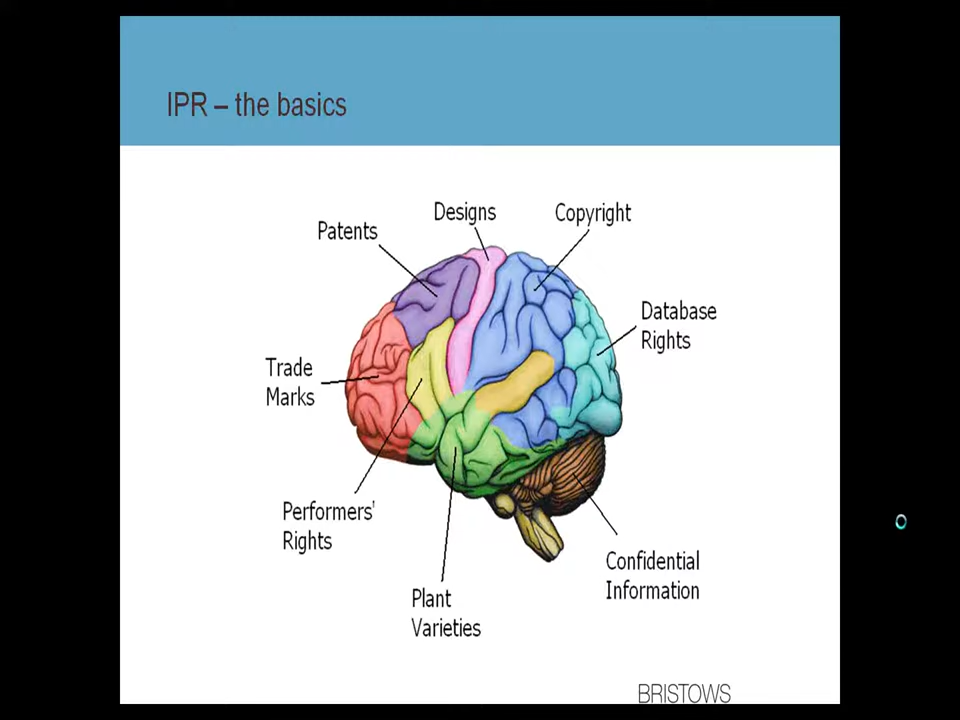 IPR – the basics
Designs
Copyright
Patents
Database
Rights
Trade
Marks
Performers'
Rights
Confidential
Information
Plant
Varieties
BRISTOWS